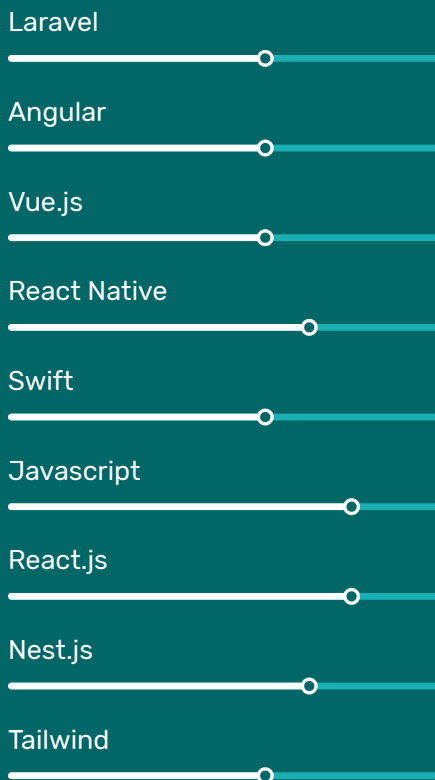 Laravel
Angular
Vue.js
React Native
Swift
Javascript
React.js
Nest.js
Tailwind